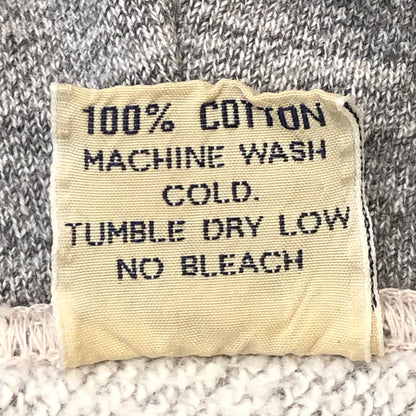 100% COTTON
MACHINE WASH
COLD.
TUMBLE DRY LOW
NO BLEACH